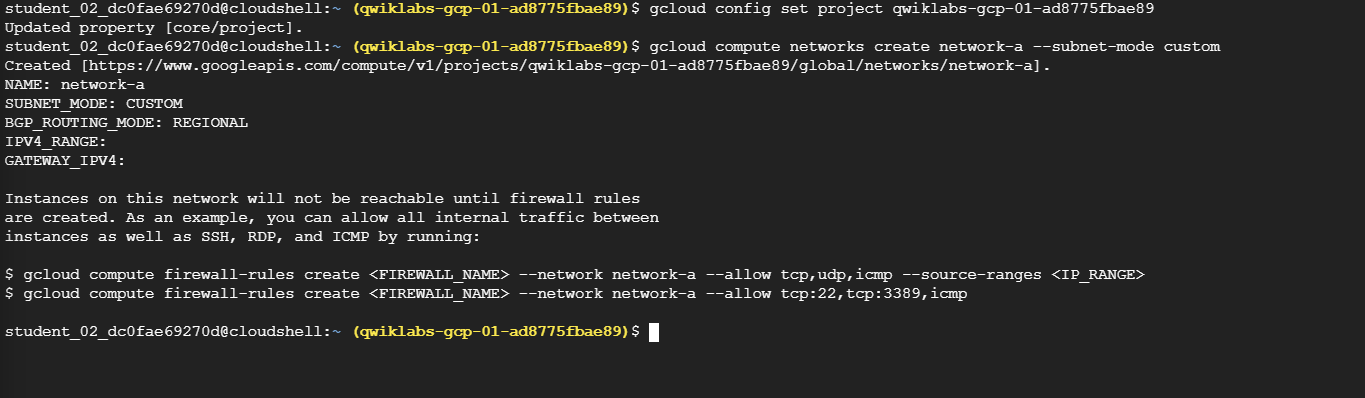 student_02_dc0fae69270d@cloudshell:~ (qwiklabs-gcp-01-ad8775fbae89)$ gcloud config set project qwiklabs-gcp-01-ad8775fbae89
Updated property [core/project].
student_02_dc0fae69270d@cloudshell:~ (qwiklabs-gcp-01-ad8775fbae89)$ gcloud compute networks create network-a --subnet-mode custom
Created [https://www.googleapis.com/compute/v1/projects/qwiklabs-gcp-01-ad8775fbae89/global/networks/network-a].
NAME: network-a
SUBNET_MODE: CUSTOM
BGP_ROUTING_MODE: REGIONAL
IPV4_RANGE:
GATEWAY_IPV4:
Instances on this network will not be reachable until firewall rules
are created. As an example, you can allow all internal traffic between
instances as well as SSH, RDP, and ICMP by running:
$ gcloud compute firewall-rules create <FIREWALL_NAME> --network network-a --allow tcp,udp,icmp --source-ranges <IP_RANGE>
$ gcloud compute firewall-rules create <FIREWALL_NAME> --network network-a --allow tcp:22,tcp:3389,icmp
student_02_dc0fae69270d@cloudshell:~ (qwiklabs-gcp-01-ad8775fbae89)$